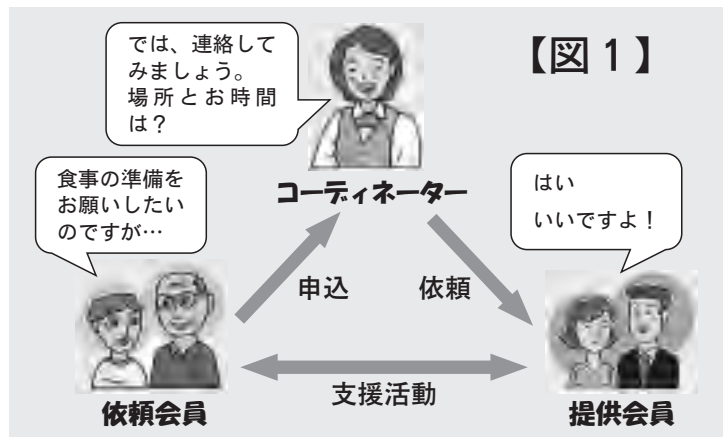 【図1】
では、連絡して
みましょう。
場所とお時間
は？
コーディネーター
食事の準備を
お願いしたい
のですが…
はい
いいですよ！
申込
依頼
支援活動
依頼会員
提供会員